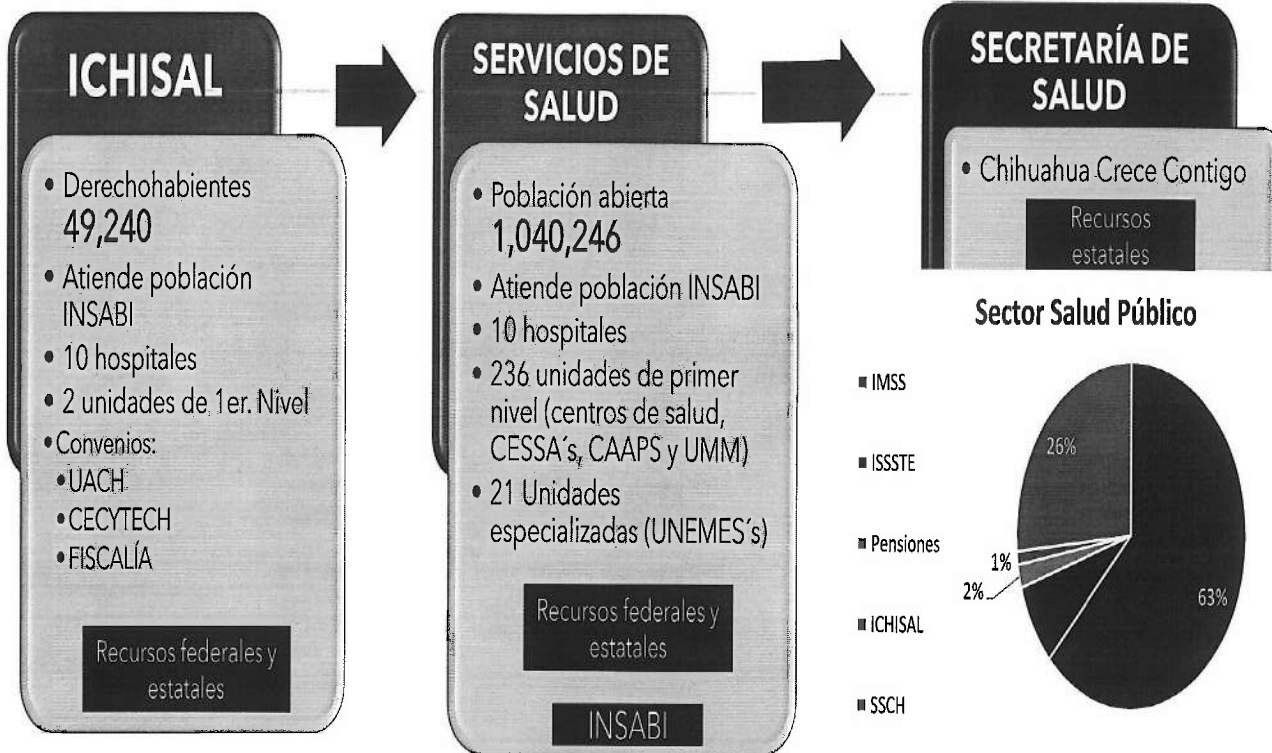 ICHISAL
• Derechohabientes
49,240
• Atiende población
INSABI
• 10 hospitales
• 2 unidades de 1er. Nivel
• Convenios:
• UACH
• CECYTECH
• FISCALÍA
Recursos federales y
estatales
SERVICIOS DE
SALUD
• Población abierta
1,040,246
• Atiende población INSABI
• 10 hospitales
• 236 unidades de primer
nivel (centros de salud,
CESSA´s, CAAPS y UMM)
• 21 Unidades
especializadas (UNEMES´s)
Recursos federales y
estatales
INSABI
SECRETARÍA DE
SALUD
• Chihuahua Crece Contigo
Recursos
estatales
Sector Salud Público
IMSS
ISSSTE
Pensiones
ICHISAL
SSCH
26%
1%
2%
63%